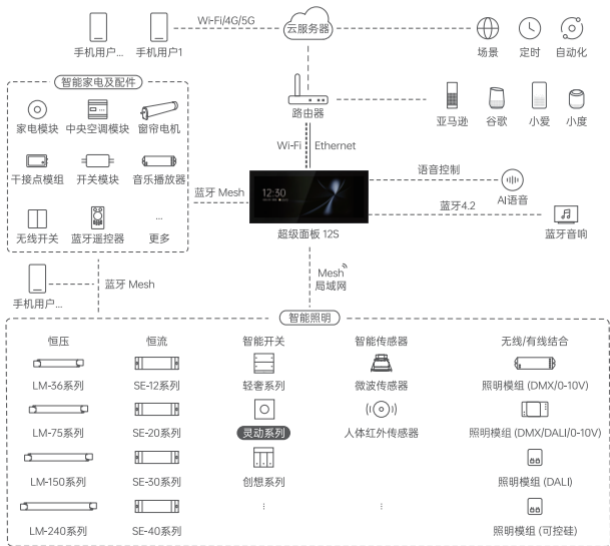 Wi-Fi/4G/5G
云服务器
手机用户...
手机用户1
场景
定时
自动化
智能家电及配件
路由器
家电模块
中央空调模块
窗帘电机
亚马逊
谷歌
小爱
小度
Wi-Fi
Ethernet
干接点模组
开关模块
音乐播放器
语音控制
12:30
AI语音
蓝牙 Mesh
蓝牙4.2
无线开关
蓝牙遥控器
更多
超级面板 12S
蓝牙音响
手机用户...
蓝牙 Mesh
Mesh
局域网
智能照明
恒压
恒流
智能开关
智能传感器
无线/有线结合
LM-36系列
SE-12系列
轻奢系列
微波传感器
照明模组 (DMX/0-10V)
LM-75系列
SE-20系列
灵动系列
人体红外传感器
照明模组 (DMX/DALI/0-10V)
LM-150系列
SE-30系列
创想系列
照明模组 (DALI)
LM-240系列
SE-40系列
照明模组 (可控硅)